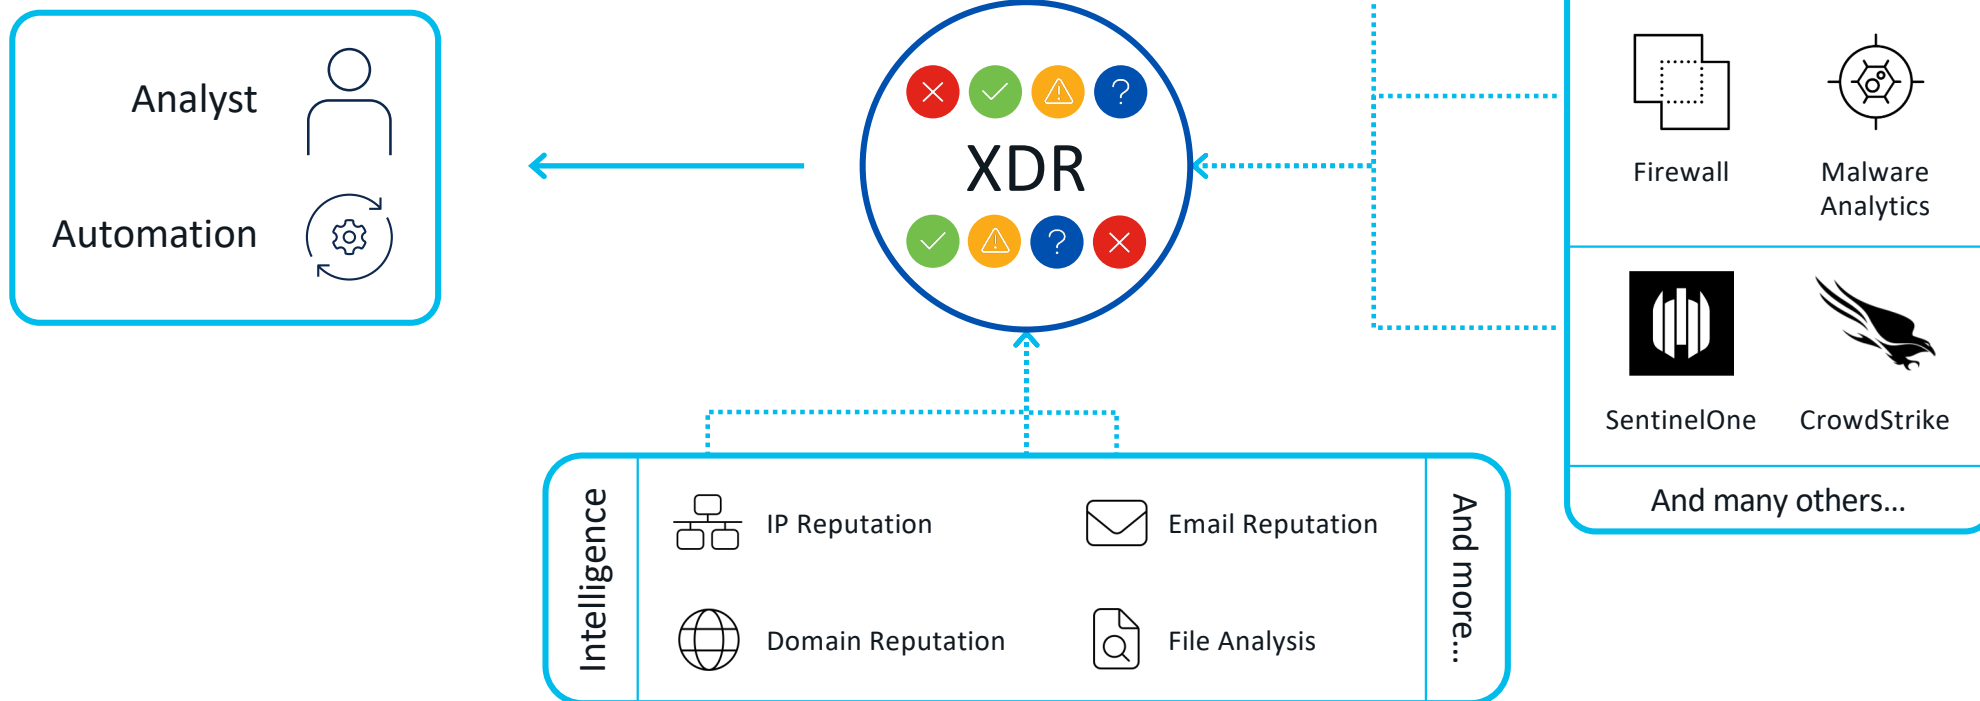 Analyst
Automation
XDR
Firewall
Malware
Analytics
SentinelOne
CrowdStrike
And many others...
Intelligence
IP Reputation
Email Reputation
Domain Reputation
File Analysis
And more...